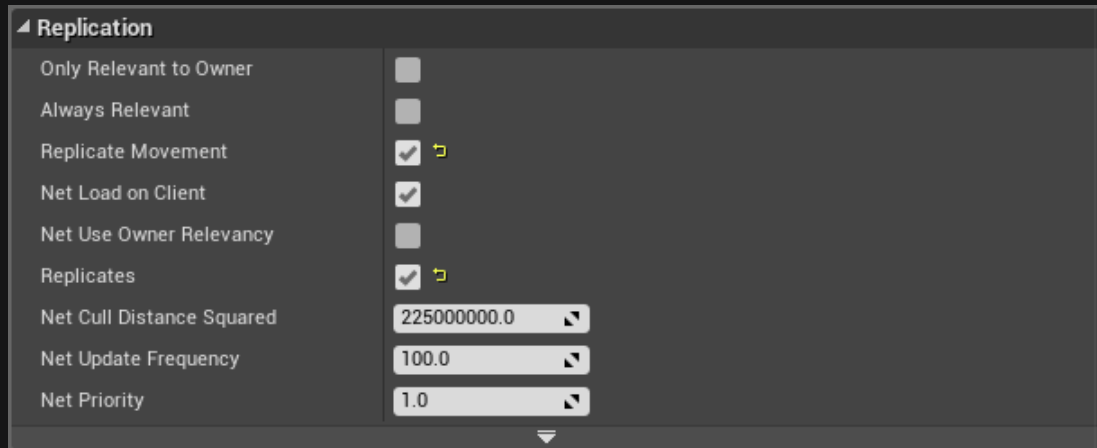 Replication
Only Relevant to Owner
Always Relevant
Replicate Movement
Net Load on Client
Net Use Owner Relevancy
Replicates
Net Cull Distance Squared 225000000.0
Net Update Frequency 100.0
Net Priority 1.0